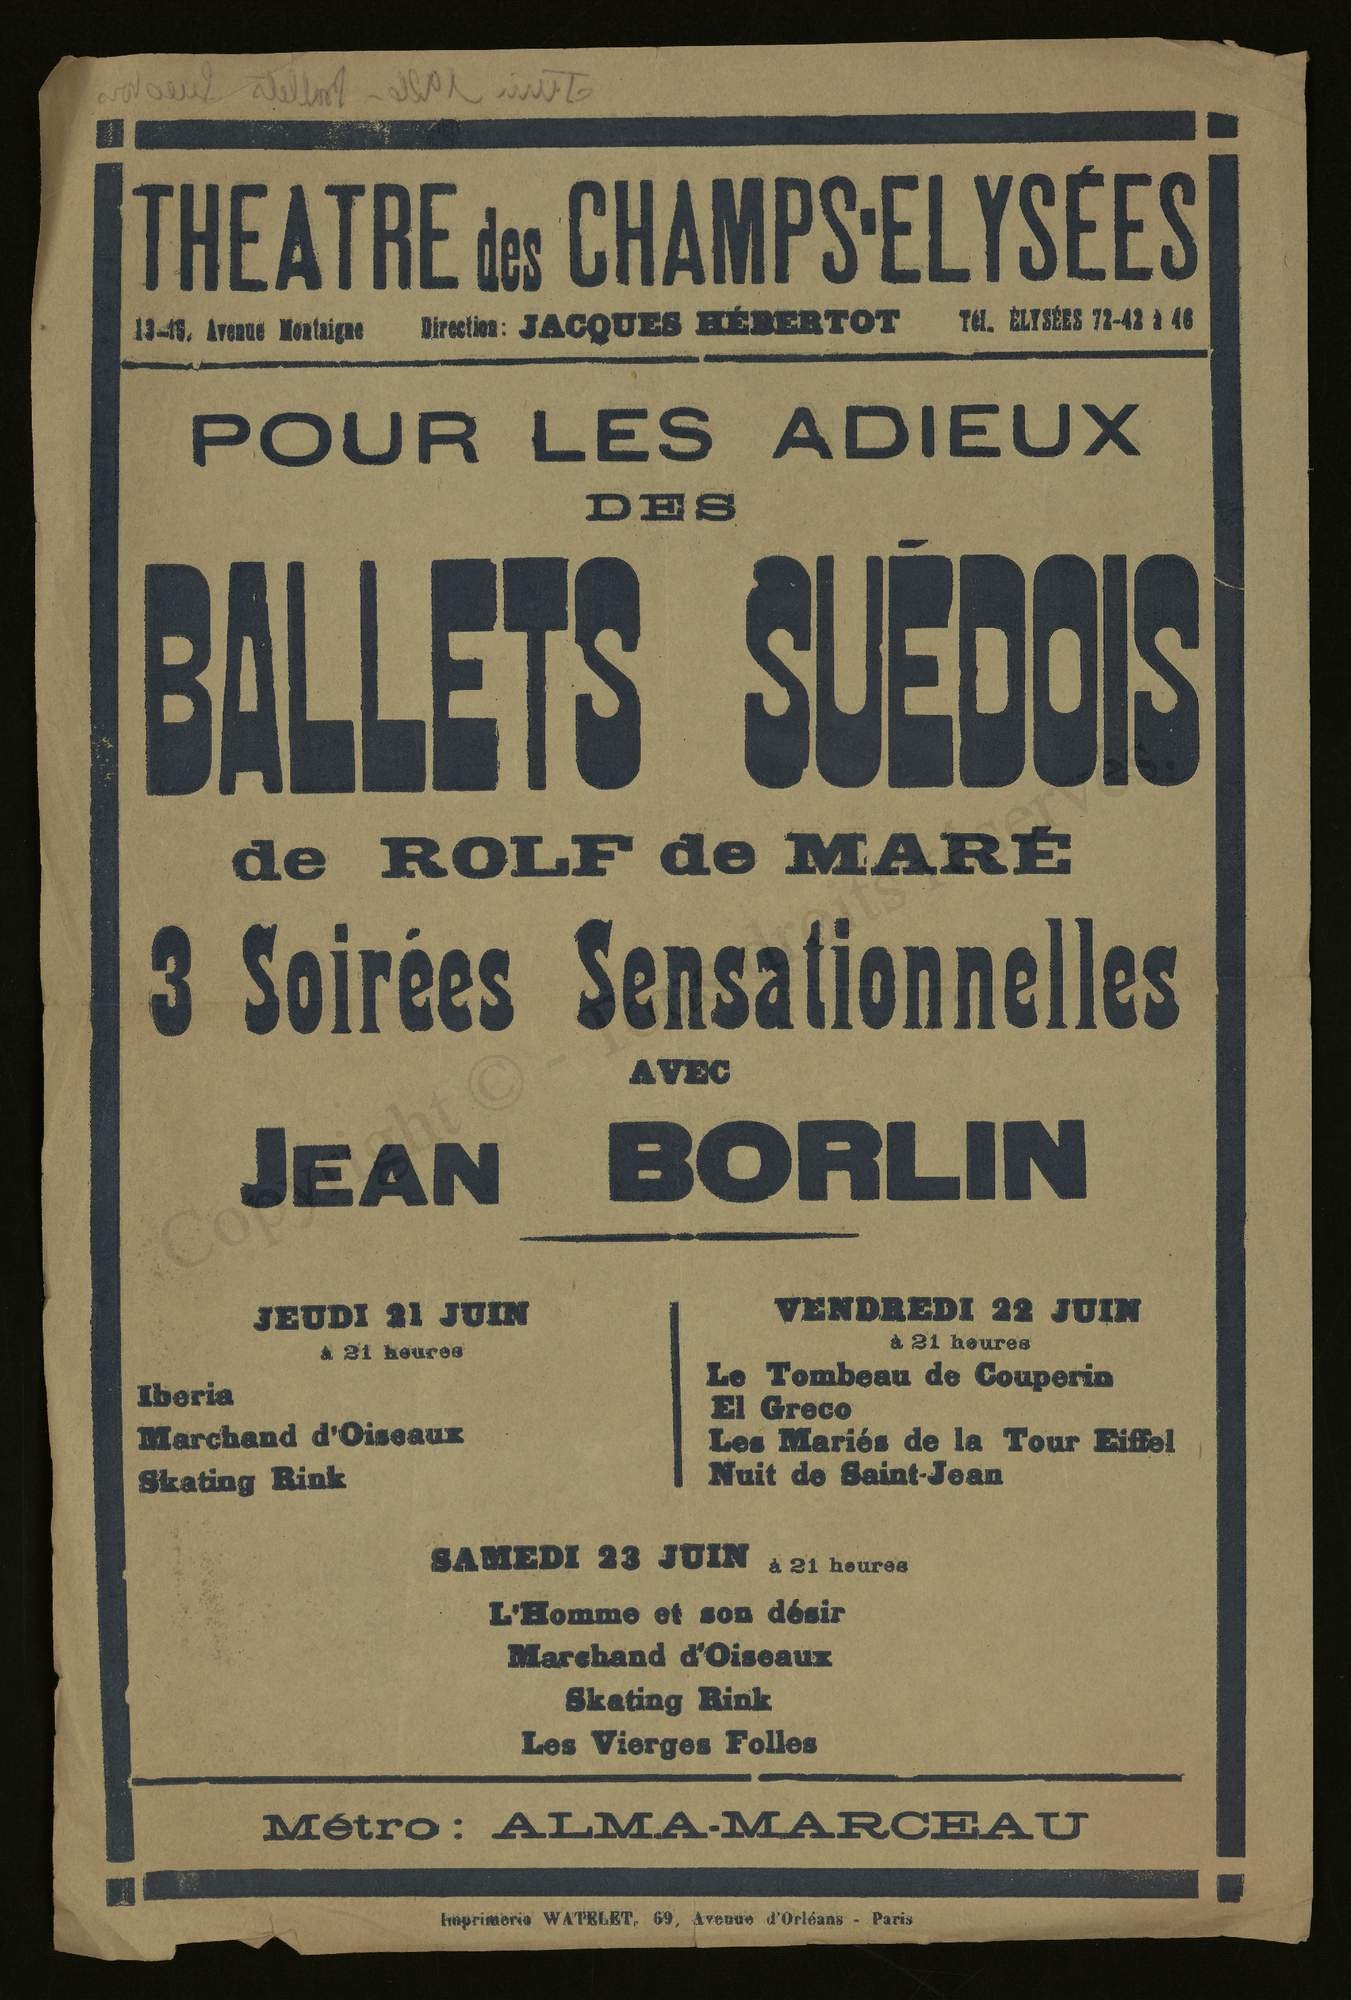 THEATRE des CHAMPS-ELYSÉES
13-15, Avenue Montaigne Direction: JACQUES HÉBERTOT Tél. ÉLYSÉES 72-42 à 46
POUR LES ADIEUX
DES
BALLETS SUÉDOIS
de ROLF de MARÉ
3 Soirées Sensationnelles
AVEC
JEAN BORLIN
JEUDI 21 JUIN
à 21 heures
Iberia
Marchand d'Oiseaux
Skating Rink
VENDREDI 22 JUIN
à 21 heures
Le Tombeau de Couperin
El Greco
Les Mariés de la Tour Eiffel
Nuit de Saint-Jean
SAMEDI 23 JUIN à 21 heures
L'Homme et son désir
Marchand d'Oiseaux
Skating Rink
Les Vierges Folles
Métro: ALMA-MARCEAU
Imprimerie WATELET, 69, Avenue d'Orléans - Paris
Copyright © - Tous droits réservés.